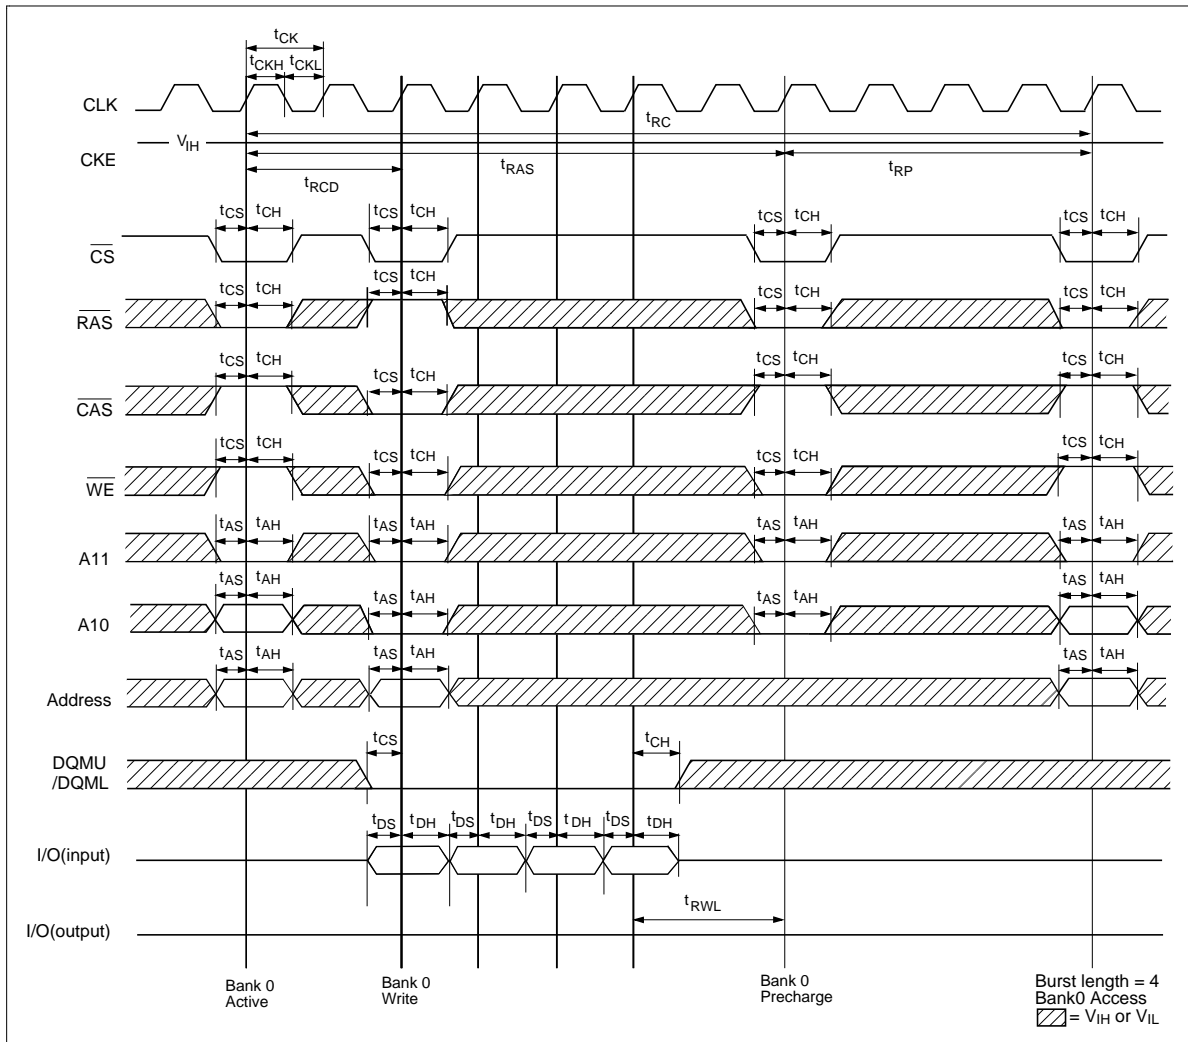 tCK
tCKH tCKL
CLK
tRC
VIH
CKE
tRAS tRP
tRCD
tCS tCH tCS tCH tCS tCH tCS tCH
CS
tCS tCH tCS tCH tCS tCH tCS tCH
RAS
tCS tCH tCS tCH tCS tCH tCS tCH
CAS
tCS tCH tCS tCH tCS tCH tCS tCH
WE
tAS tAH tAS tAH tAS tAH tAS tAH
A11
tAS tAH tAS tAH tAS tAH tAS tAH
A10
tAS tAH tAS tAH tAS tAH
Address
tCS tCH
DQMU
/DQML
tDS tDH tDS tDH tDS tDH tDS tDH
I/O(input)
tRWL
I/O(output)
Bank 0
Active
Bank 0
Write
Bank 0
Precharge
Burst length = 4
Bank0 Access
= VIH or VIL